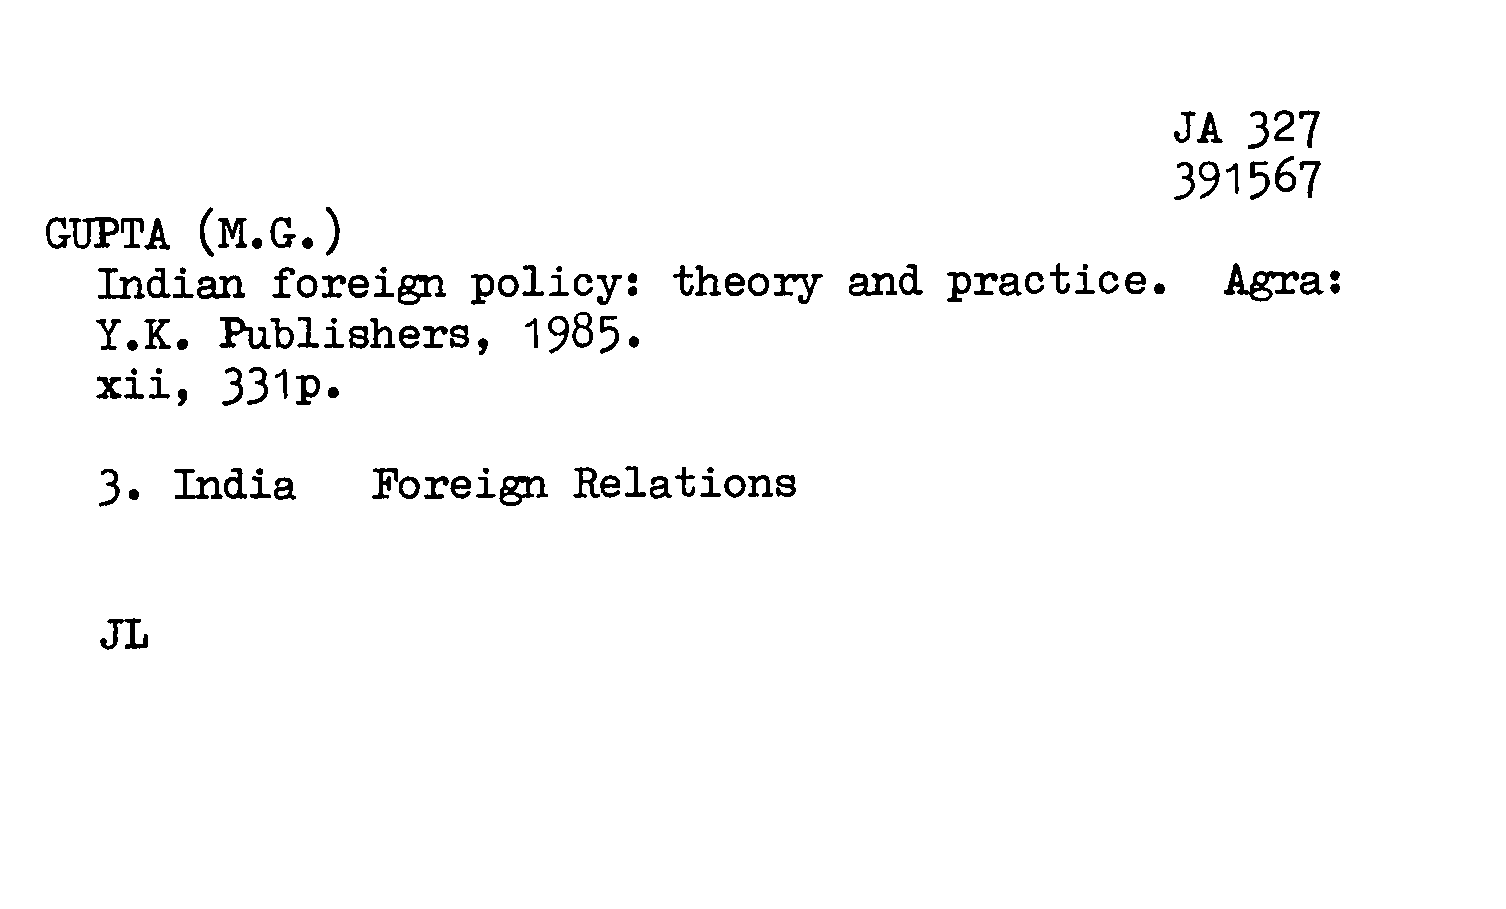 JA 327
391567
GUPTA (M.G.)
Indian foreign policy: theory and practice. Agra:
Y.K. Publishers, 1985.
xii, 331p.
3. India Foreign Relations
JL